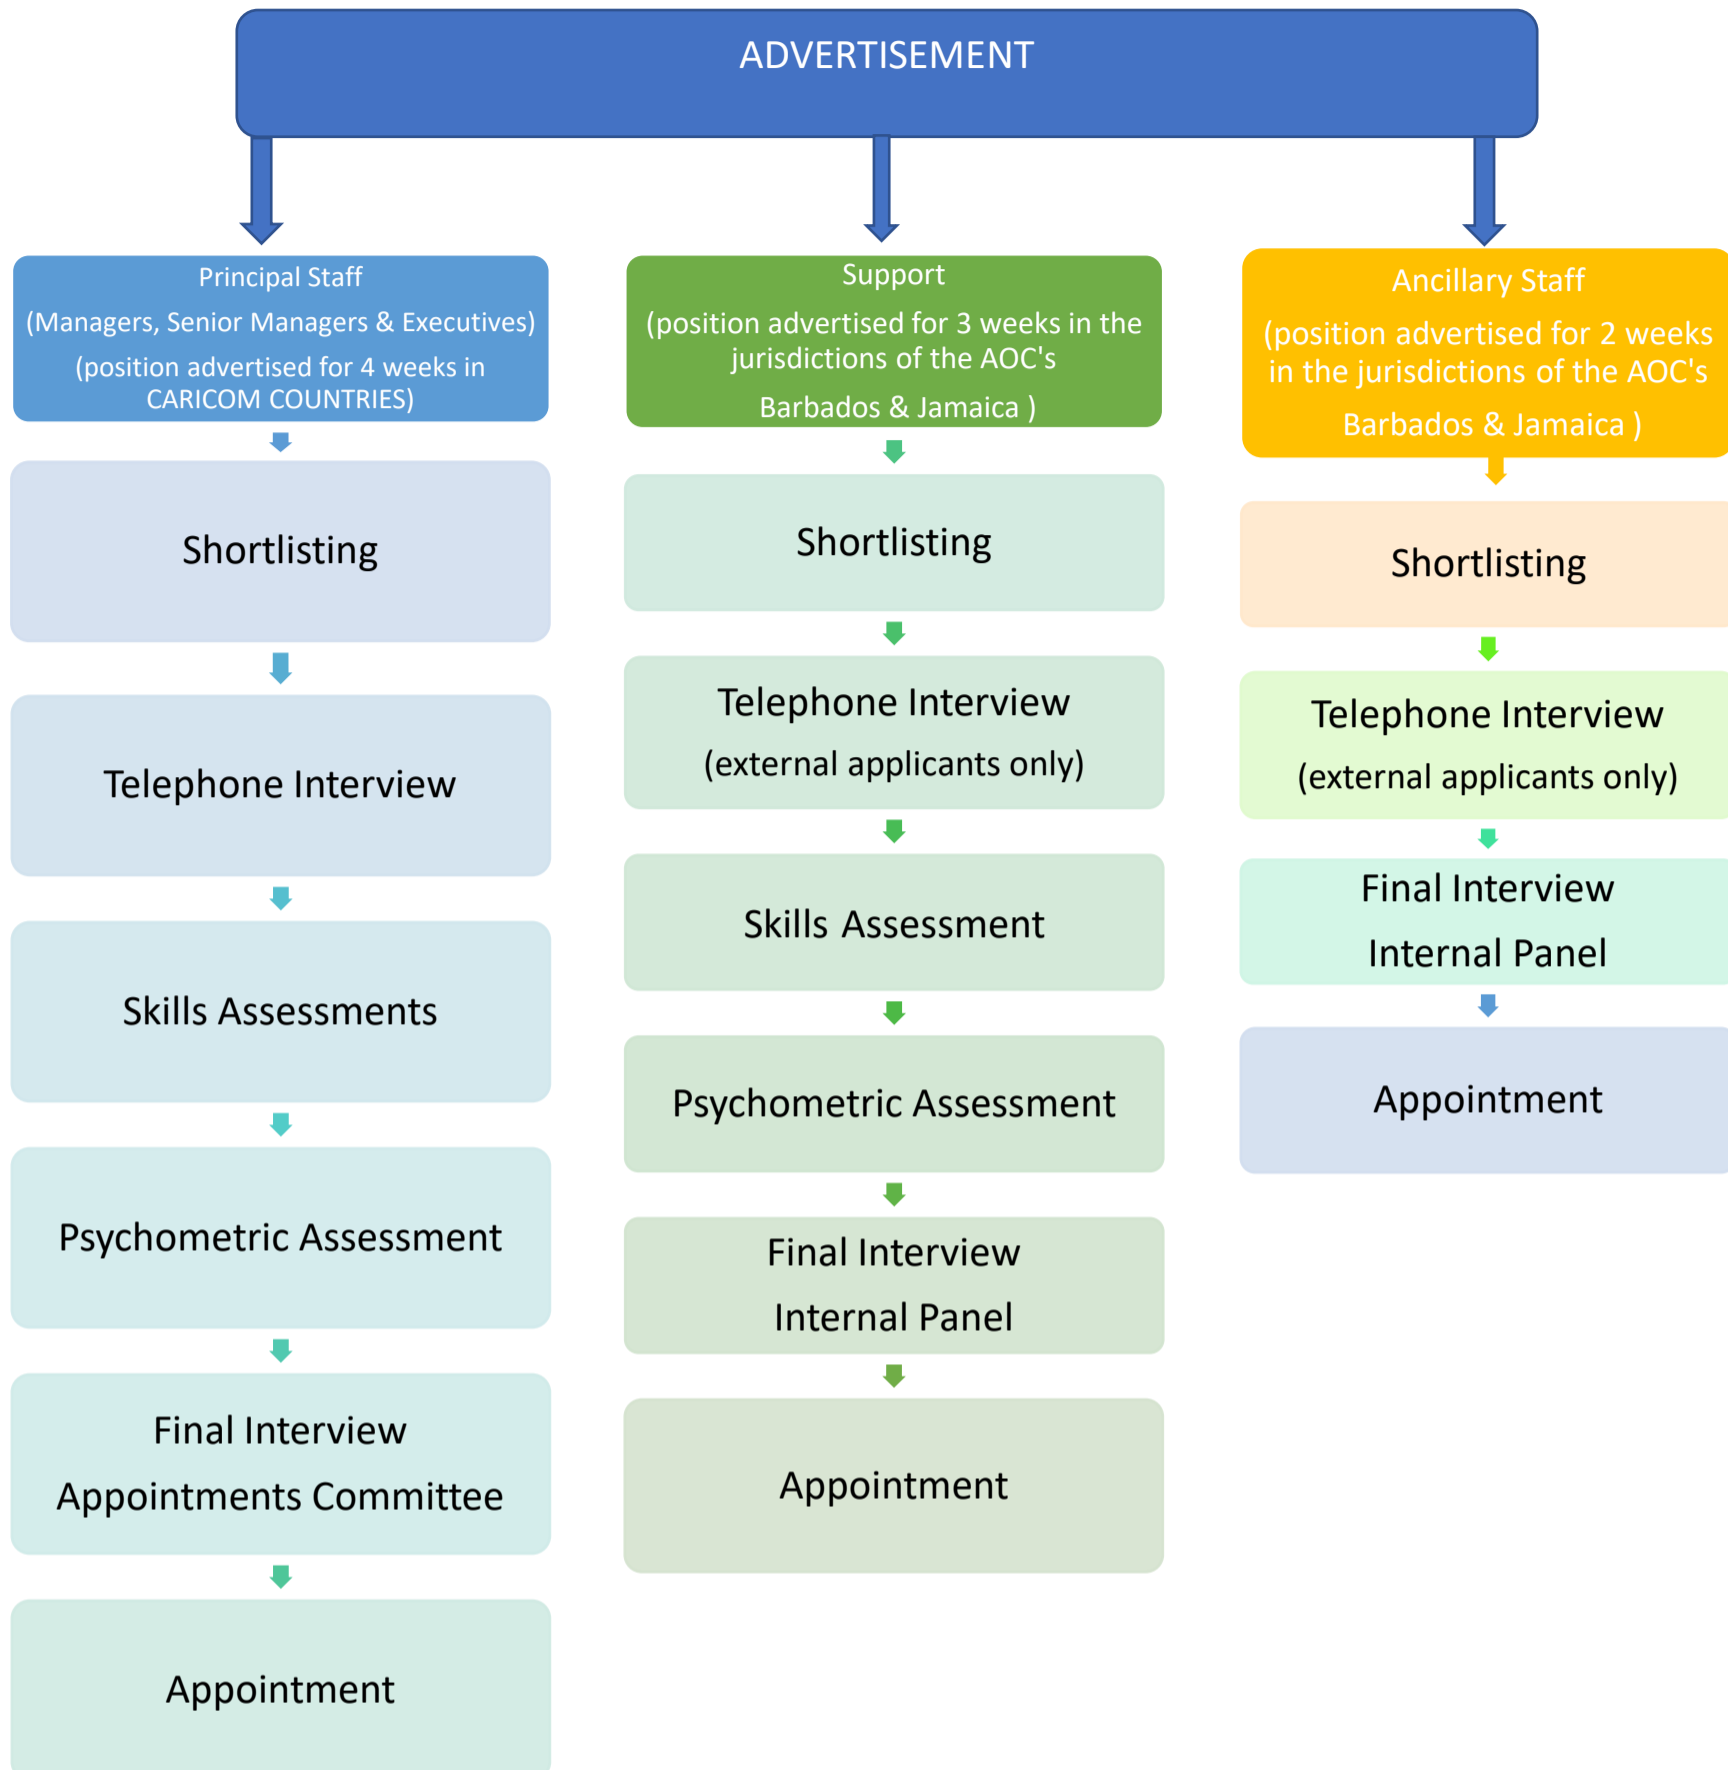 ADVERTISEMENT
Principal Staff
(Managers, Senior Managers & Executives)
(position advertised for 4 weeks in
CARICOM COUNTRIES)
Shortlisting
Telephone Interview
Skills Assessments
Psychometric Assessment
Final Interview
Appointments Committee
Appointment
Support
(position advertised for 3 weeks in the
jurisdictions of the AOC's
Barbados & Jamaica )
Shortlisting
Telephone Interview
(external applicants only)
Skills Assessment
Psychometric Assessment
Final Interview
Internal Panel
Appointment
Ancillary Staff
(position advertised for 2 weeks
in the jurisdictions of the AOC's
Barbados & Jamaica )
Shortlisting
Telephone Interview
(external applicants only)
Final Interview
Internal Panel
Appointment